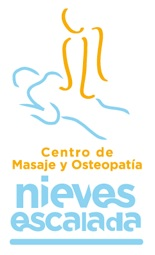 Centro de
Masaje y Osteopatía
nieves
escalada